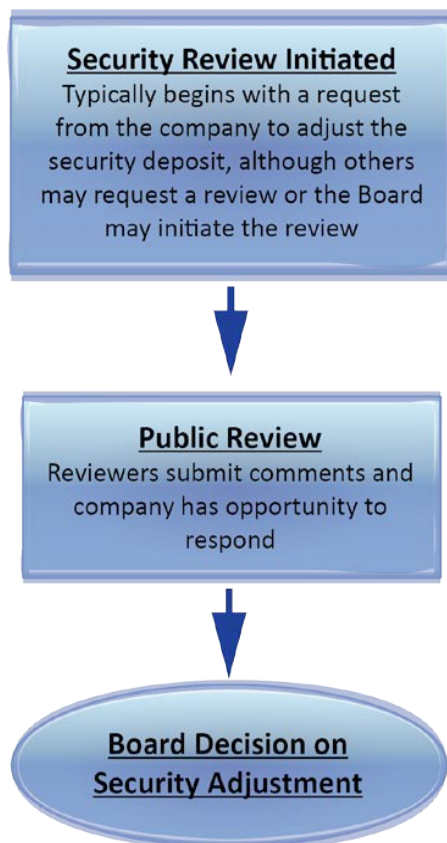 Security Review Initiated
Typically begins with a request
from the company to adjust the
security deposit, although others
may request a review or the Board
may initiate the review
Public Review
Reviewers submit comments and
company has opportunity to
respond
Board Decision on
Security Adjustment